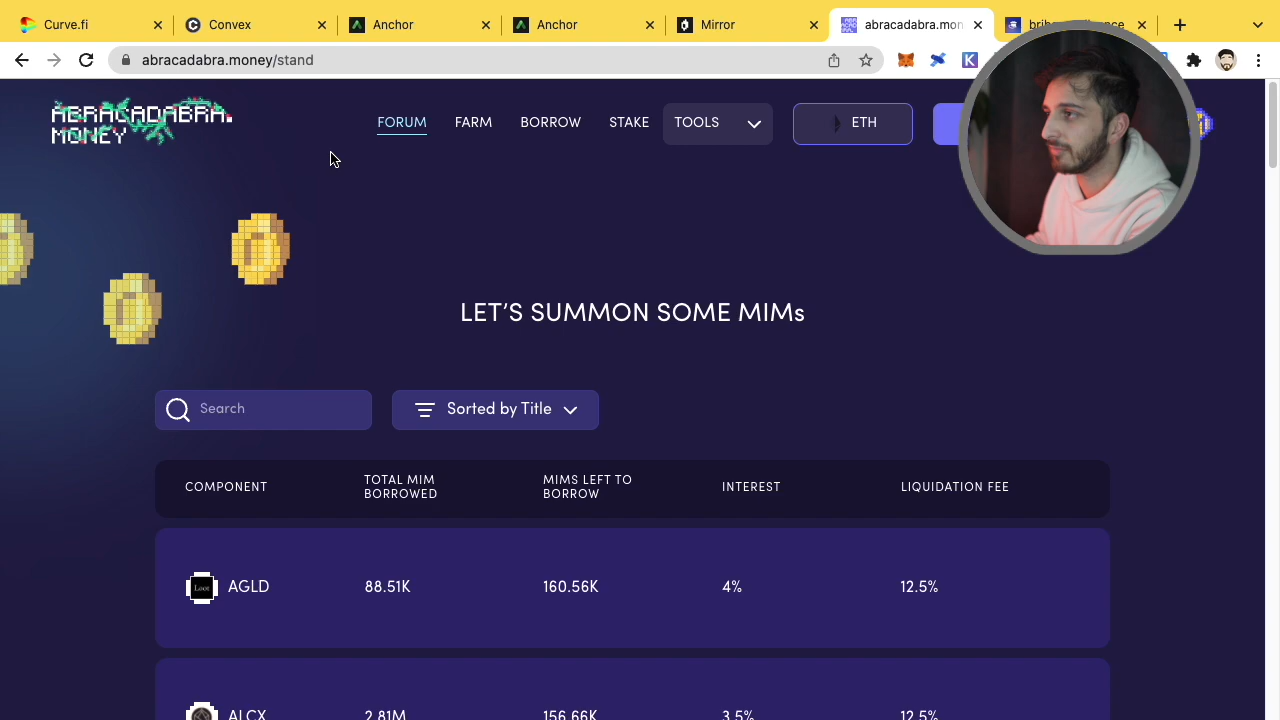 Curve.fi
Convex
Anchor
Anchor
Mirror
abracadabra.mon
abracadabra.money/stand
ABRACADABRA.
MONEY
FORUM
FARM
BORROW
STAKE
TOOLS
ETH
LET'S SUMMON SOME MIMs
Search
Sorted by Title
COMPONENT
TOTAL MIM
BORROWED
MIMS LEFT TO
BORROW
INTEREST
LIQUIDATION FEE
Loot
AGLD
88.51K
160.56K
4%
12.5%
ALCX
2.81M
156.66K
3.5%
12.5%